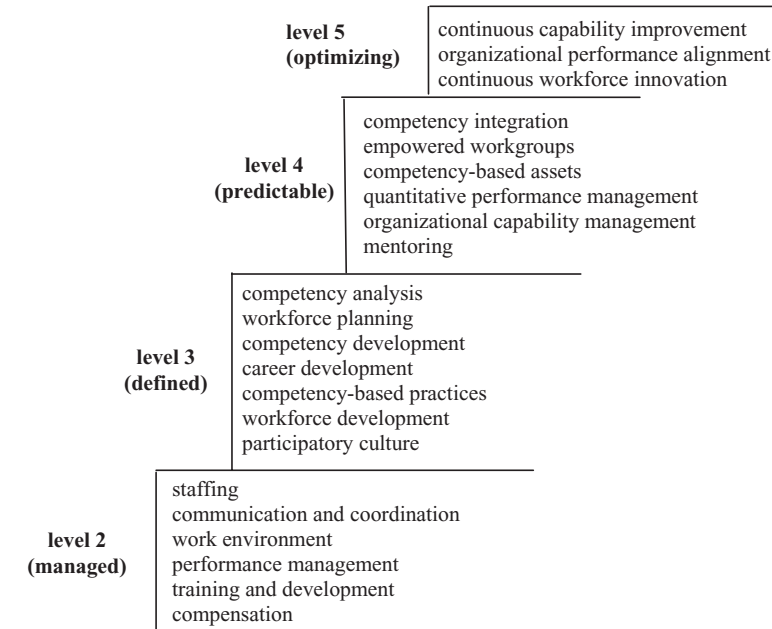 level 5
(optimizing)
continuous capability improvement
organizational performance alignment
continuous workforce innovation
level 4
(predictable)
competency integration
empowered workgroups
competency-based assets
quantitative performance management
organizational capability management
mentoring
level 3
(defined)
competency analysis
workforce planning
competency development
career development
competency-based practices
workforce development
participatory culture
level 2
(managed)
staffing
communication and coordination
work environment
performance management
training and development
compensation